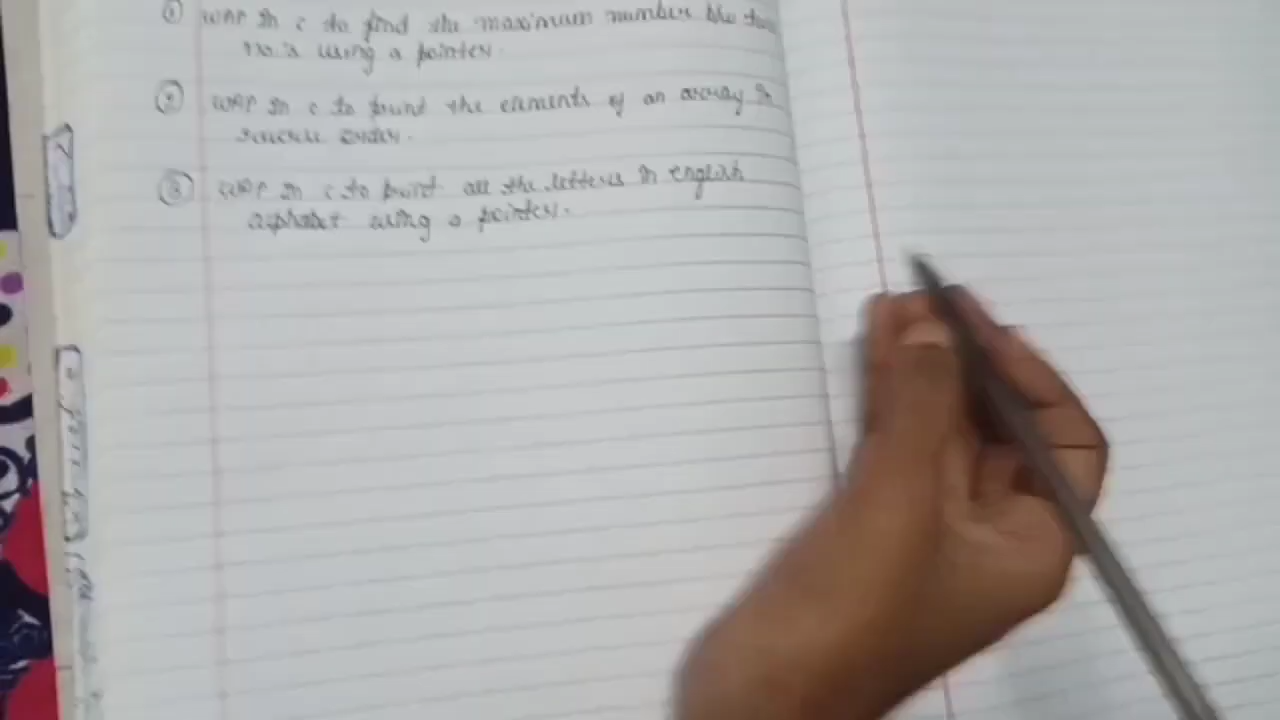 ① WAP in c to find the maximum number b/w two
no.s using a pointer.
② WAP in c to print the elements of an array in
reverse order.
③ WAP in c to print all the letters in english
alphabet using a pointer.